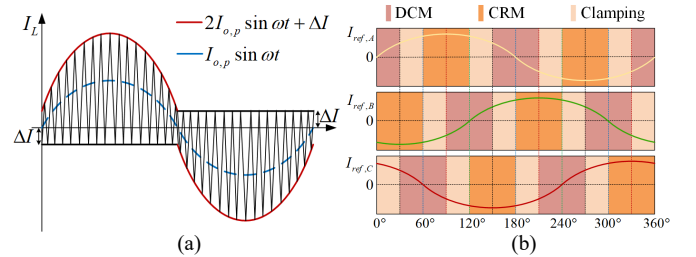 I_L
2I_{o,p} sin ωt + ΔI
I_{o,p} sin ωt
ΔI
ΔI
(a)
DCM CRM Clamping
I_{ref,A}
0
I_{ref,B}
0
I_{ref,C}
0
0° 60° 120° 150° 180° 240° 300° 360°
(b)